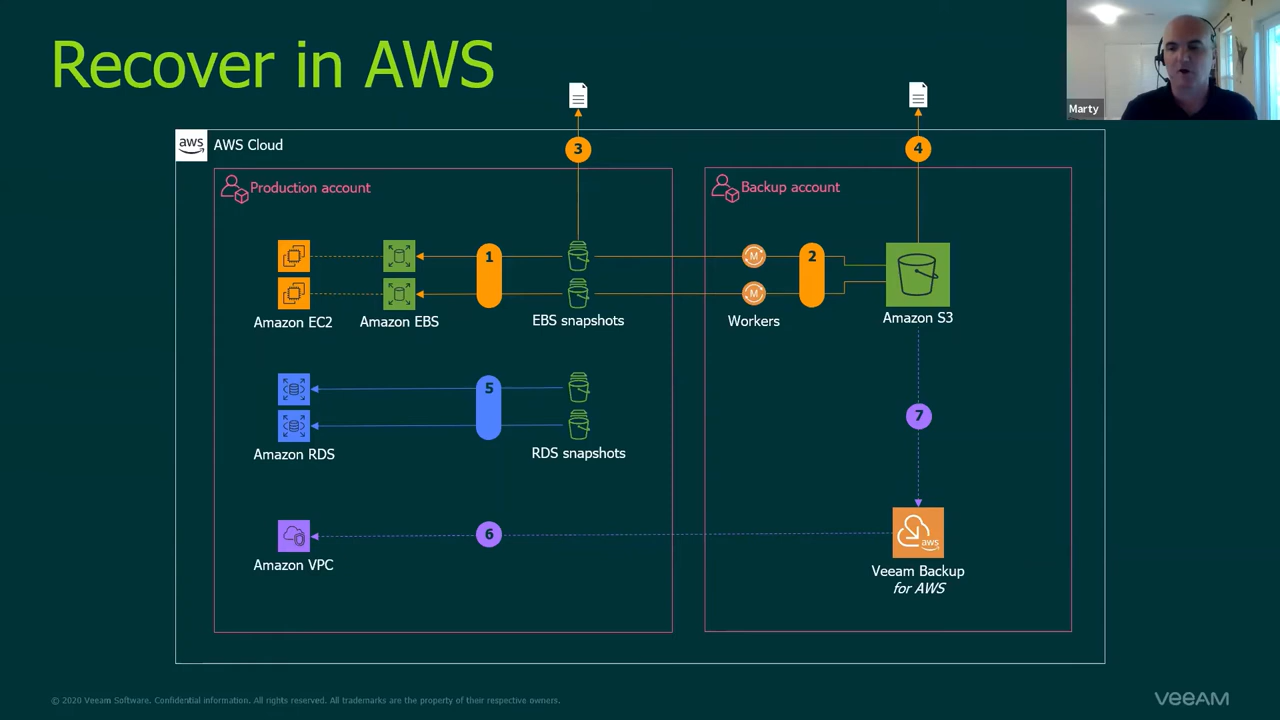 Recover in AWS
Marty
aws
AWS Cloud
3
4
Production account
Backup account
1
M
2
M
Amazon EC2
Amazon EBS
EBS snapshots
Workers
Amazon S3
5
7
Amazon RDS
RDS snapshots
6
aws
Amazon VPC
Veeam Backup
for AWS
© 2020 Veeam Software. Confidential information. All rights reserved. All trademarks are the property of their respective owners.
VEEAM